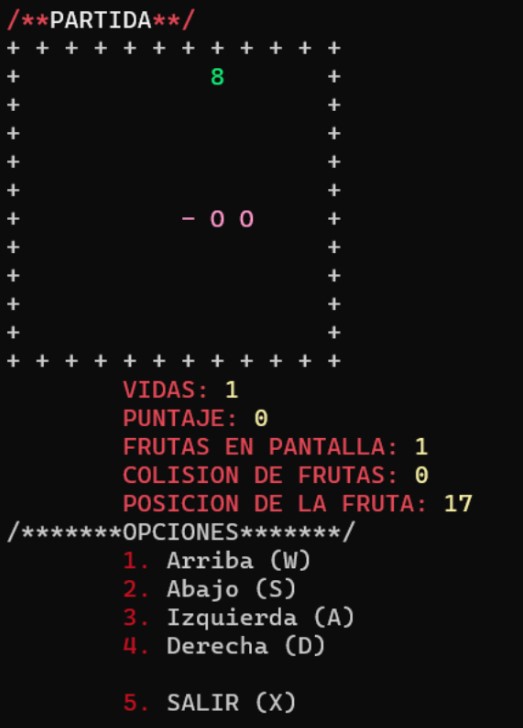 /**PARTIDA**/
+ + + + + + + + + + + +
+             8       +
+                     +
+                     +
+                     +
+                     +
+           - O O     +
+                     +
+                     +
+                     +
+                     +
+ + + + + + + + + + + +
        VIDAS: 1
        PUNTAJE: 0
        FRUTAS EN PANTALLA: 1
        COLISION DE FRUTAS: 0
        POSICION DE LA FRUTA: 17
/*******OPCIONES*******/
        1. Arriba (W)
        2. Abajo (S)
        3. Izquierda (A)
        4. Derecha (D)
        5. SALIR (X)